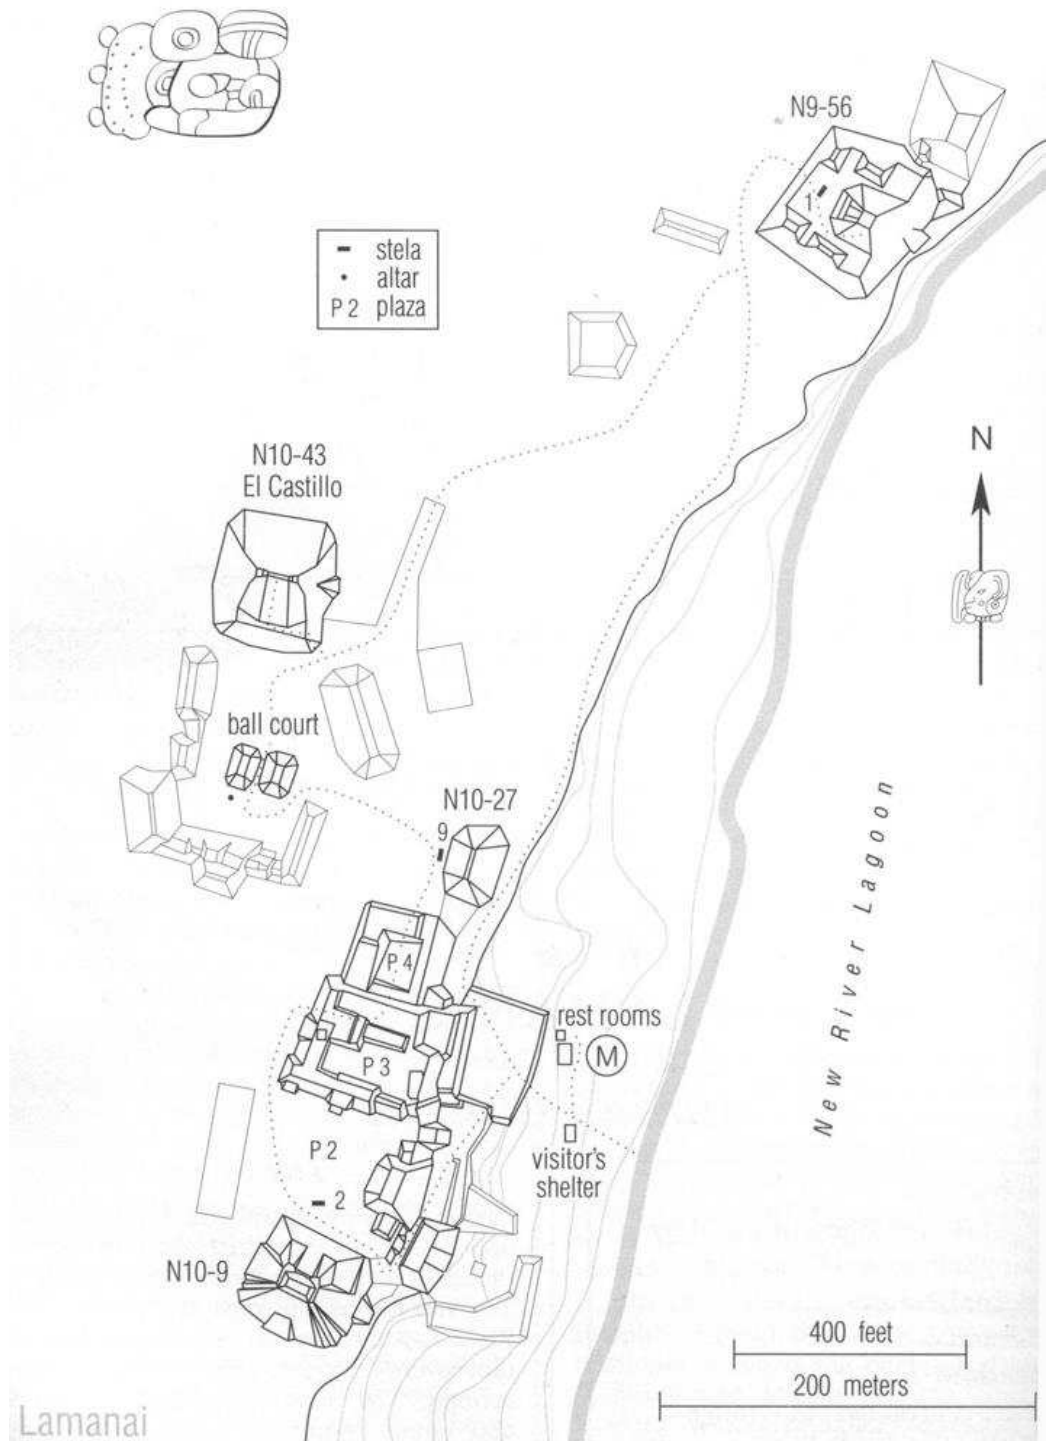 N9-56
1
stela
altar
P 2 plaza
N10-43
El Castillo
N
ball court
N10-27
9
P 4
rest rooms
M
P 3
New River Lagoon
P 2
visitor's
shelter
2
N10-9
400 feet
200 meters
Lamanai